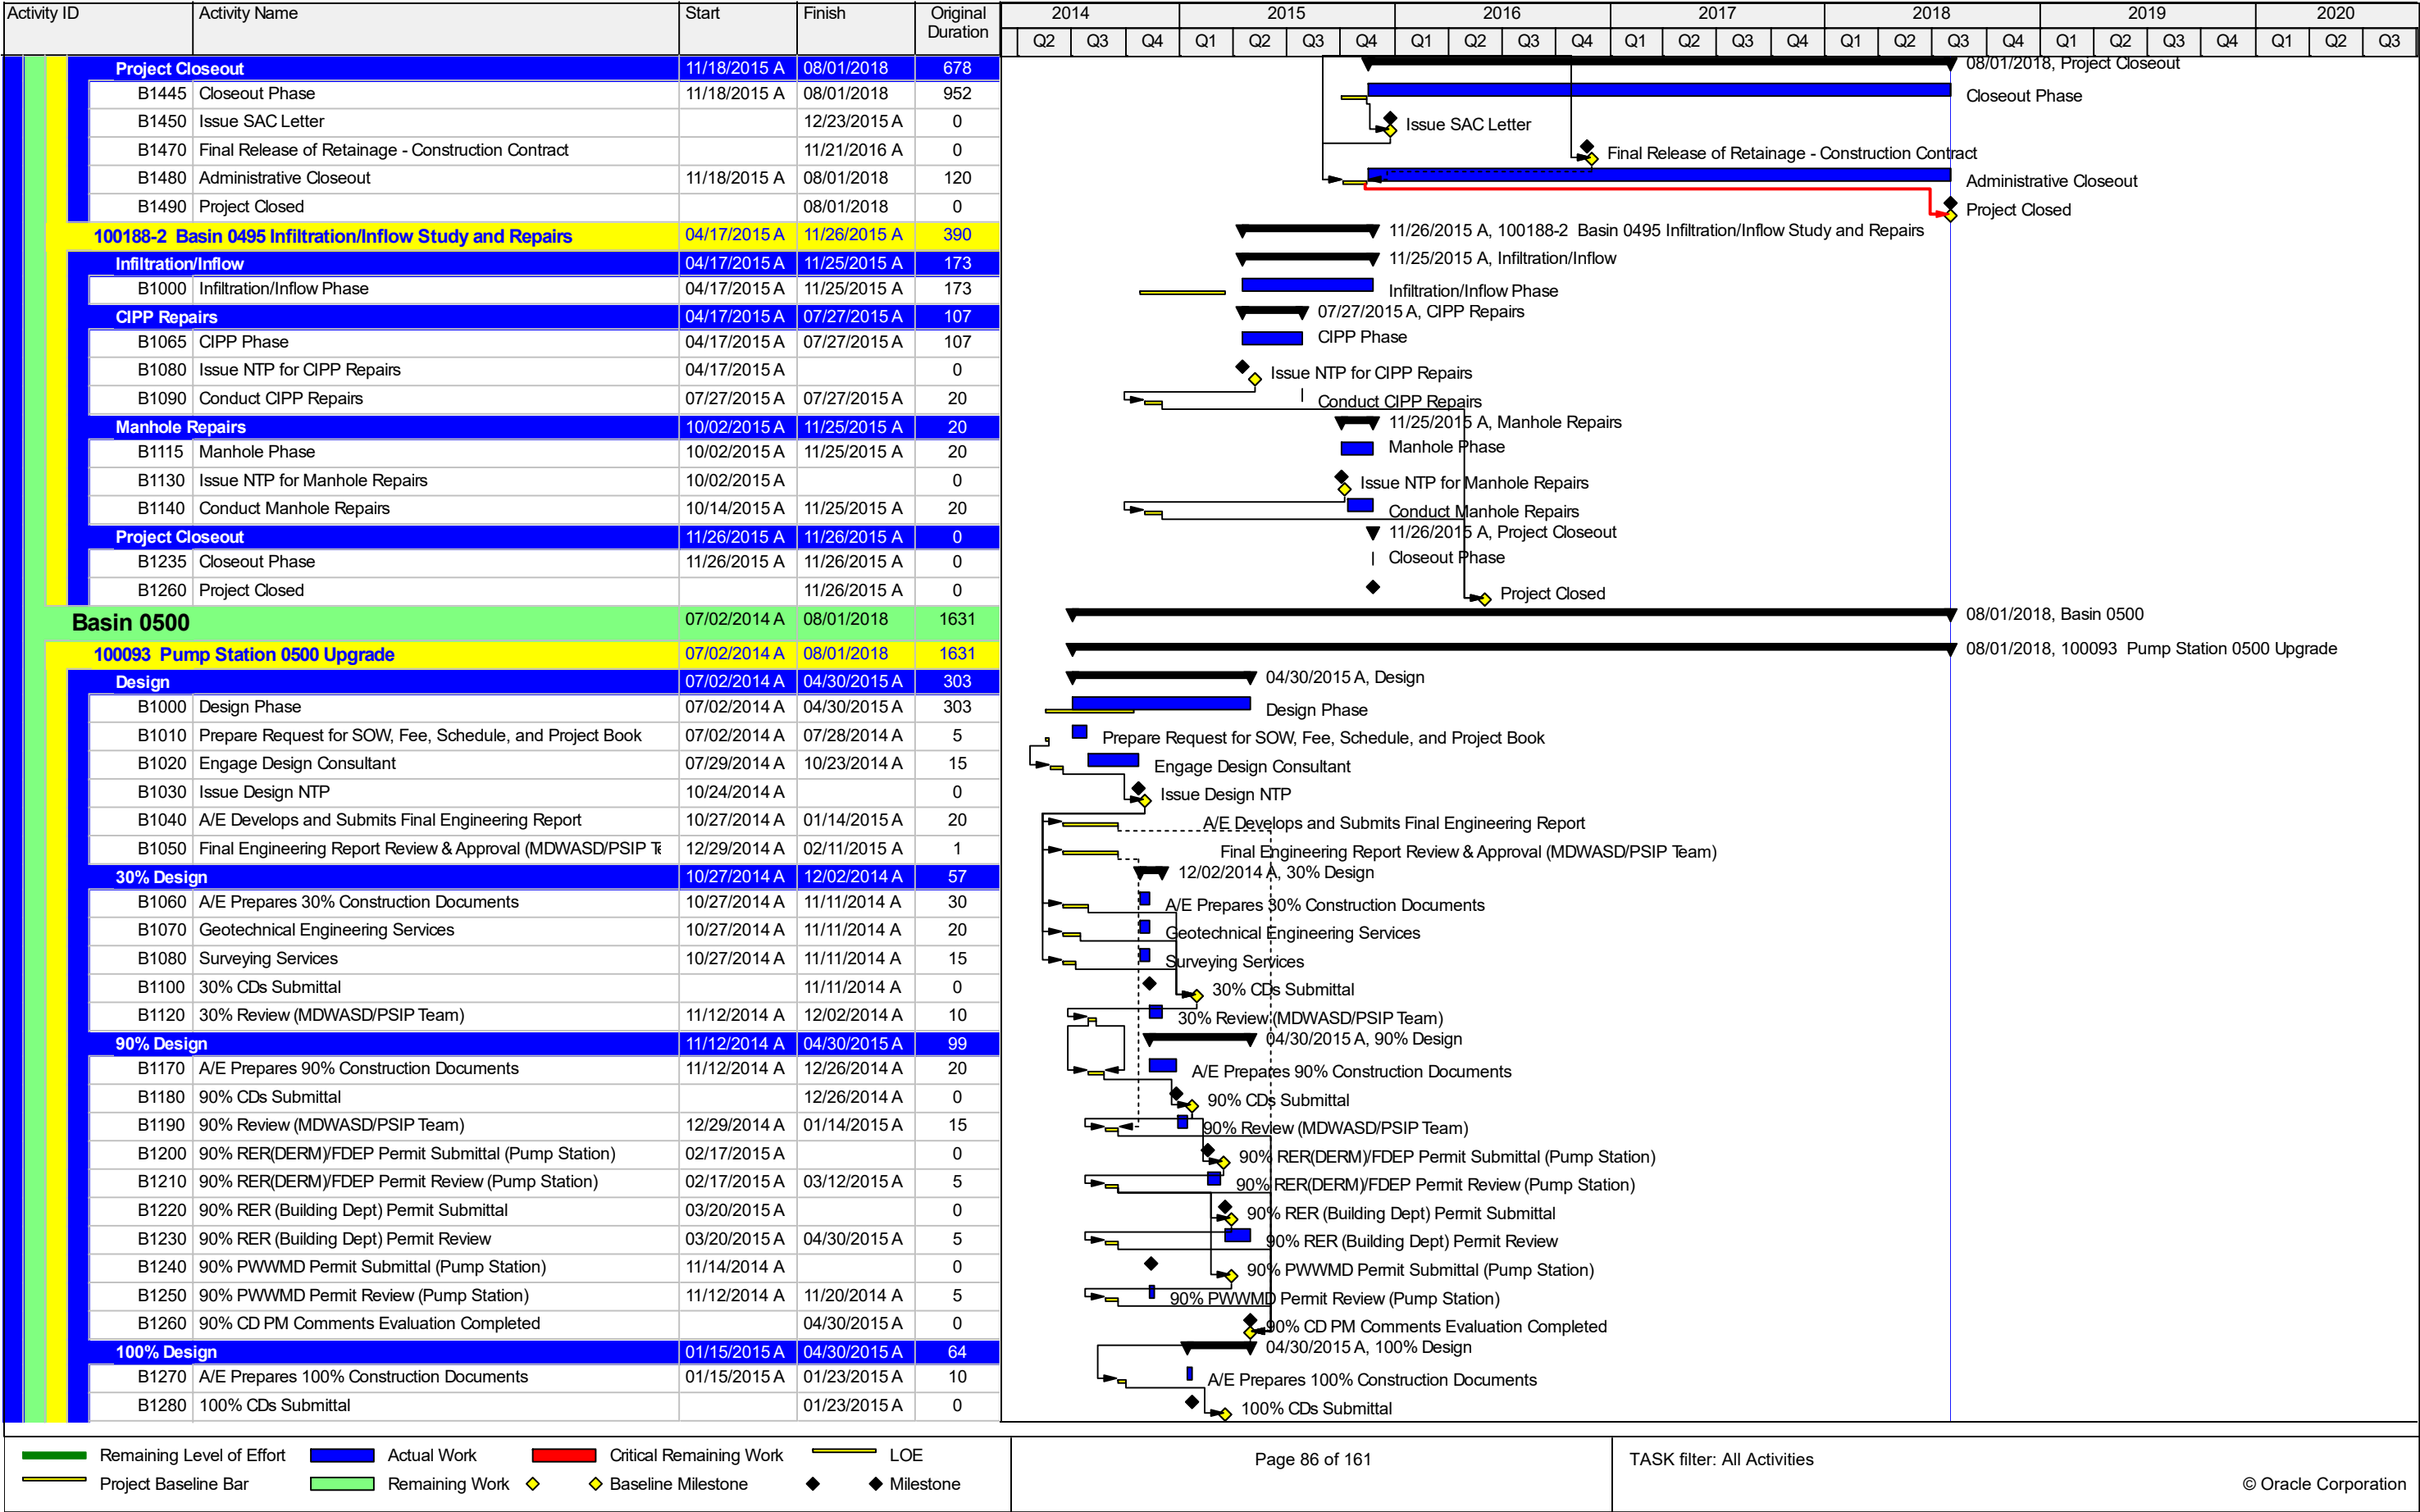 Activity ID Activity Name Start Finish Original Duration 2014 2015 2016 2017 2018 2019 2020
Q2 Q3 Q4 Q1 Q2 Q3 Q4 Q1 Q2 Q3 Q4 Q1 Q2 Q3 Q4 Q1 Q2 Q3 Q4 Q1 Q2 Q3 Q4 Q1 Q2 Q3
Project Closeout 11/18/2015 A 08/01/2018 678 08/01/2018, Project Closeout
B1445 Closeout Phase 11/18/2015 A 08/01/2018 952 Closeout Phase
B1450 Issue SAC Letter 12/23/2015 A 0 Issue SAC Letter
B1470 Final Release of Retainage - Construction Contract 11/21/2016 A 0 Final Release of Retainage - Construction Contract
B1480 Administrative Closeout 11/18/2015 A 08/01/2018 120 Administrative Closeout
B1490 Project Closed 08/01/2018 0 Project Closed
100188-2 Basin 0495 Infiltration/Inflow Study and Repairs 04/17/2015 A 11/26/2015 A 390 11/26/2015 A, 100188-2 Basin 0495 Infiltration/Inflow Study and Repairs
Infiltration/Inflow 04/17/2015 A 11/25/2015 A 173 11/25/2015 A, Infiltration/Inflow
B1000 Infiltration/Inflow Phase 04/17/2015 A 11/25/2015 A 173 Infiltration/Inflow Phase
CIPP Repairs 04/17/2015 A 07/27/2015 A 107 07/27/2015 A, CIPP Repairs
B1065 CIPP Phase 04/17/2015 A 07/27/2015 A 107 CIPP Phase
B1080 Issue NTP for CIPP Repairs 04/17/2015 A 0 Issue NTP for CIPP Repairs
B1090 Conduct CIPP Repairs 07/27/2015 A 07/27/2015 A 20 Conduct CIPP Repairs
Manhole Repairs 10/02/2015 A 11/25/2015 A 20 11/25/2015 A, Manhole Repairs
B1115 Manhole Phase 10/02/2015 A 11/25/2015 A 20 Manhole Phase
B1130 Issue NTP for Manhole Repairs 10/02/2015 A 0 Issue NTP for Manhole Repairs
B1140 Conduct Manhole Repairs 10/14/2015 A 11/25/2015 A 20 Conduct Manhole Repairs
Project Closeout 11/26/2015 A 11/26/2015 A 0 11/26/2015 A, Project Closeout
B1235 Closeout Phase 11/26/2015 A 11/26/2015 A 0 Closeout Phase
B1260 Project Closed 11/26/2015 A 0 Project Closed
Basin 0500 07/02/2014 A 08/01/2018 1631 08/01/2018, Basin 0500
100093 Pump Station 0500 Upgrade 07/02/2014 A 08/01/2018 1631 08/01/2018, 100093 Pump Station 0500 Upgrade
Design 07/02/2014 A 04/30/2015 A 303 04/30/2015 A, Design
B1000 Design Phase 07/02/2014 A 04/30/2015 A 303 Design Phase
B1010 Prepare Request for SOW, Fee, Schedule, and Project Book 07/02/2014 A 07/28/2014 A 5 Prepare Request for SOW, Fee, Schedule, and Project Book
B1020 Engage Design Consultant 07/29/2014 A 10/23/2014 A 15 Engage Design Consultant
B1030 Issue Design NTP 10/24/2014 A 0 Issue Design NTP
B1040 A/E Develops and Submits Final Engineering Report 10/27/2014 A 01/14/2015 A 20 A/E Develops and Submits Final Engineering Report
B1050 Final Engineering Report Review & Approval (MDWASD/PSIP Te 12/29/2014 A 02/11/2015 A 1 Final Engineering Report Review & Approval (MDWASD/PSIP Team)
30% Design 10/27/2014 A 12/02/2014 A 57 12/02/2014 A, 30% Design
B1060 A/E Prepares 30% Construction Documents 10/27/2014 A 11/11/2014 A 30 A/E Prepares 30% Construction Documents
B1070 Geotechnical Engineering Services 10/27/2014 A 11/11/2014 A 20 Geotechnical Engineering Services
B1080 Surveying Services 10/27/2014 A 11/11/2014 A 15 Surveying Services
B1100 30% CDs Submittal 11/11/2014 A 0 30% CDs Submittal
B1120 30% Review (MDWASD/PSIP Team) 11/12/2014 A 12/02/2014 A 10 30% Review (MDWASD/PSIP Team)
90% Design 11/12/2014 A 04/30/2015 A 99 04/30/2015 A, 90% Design
B1170 A/E Prepares 90% Construction Documents 11/12/2014 A 12/26/2014 A 20 A/E Prepares 90% Construction Documents
B1180 90% CDs Submittal 12/26/2014 A 0 90% CDs Submittal
B1190 90% Review (MDWASD/PSIP Team) 12/29/2014 A 01/14/2015 A 15 90% Review (MDWASD/PSIP Team)
B1200 90% RER(DERM)/FDEP Permit Submittal (Pump Station) 02/17/2015 A 0 90% RER(DERM)/FDEP Permit Submittal (Pump Station)
B1210 90% RER(DERM)/FDEP Permit Review (Pump Station) 02/17/2015 A 03/12/2015 A 5 90% RER(DERM)/FDEP Permit Review (Pump Station)
B1220 90% RER (Building Dept) Permit Submittal 03/20/2015 A 0 90% RER (Building Dept) Permit Submittal
B1230 90% RER (Building Dept) Permit Review 03/20/2015 A 04/30/2015 A 5 90% RER (Building Dept) Permit Review
B1240 90% PWWMD Permit Submittal (Pump Station) 11/14/2014 A 0 90% PWWMD Permit Submittal (Pump Station)
B1250 90% PWWMD Permit Review (Pump Station) 11/12/2014 A 11/20/2014 A 5 90% PWWMD Permit Review (Pump Station)
B1260 90% CD PM Comments Evaluation Completed 04/30/2015 A 0 90% CD PM Comments Evaluation Completed
100% Design 01/15/2015 A 04/30/2015 A 64 04/30/2015 A, 100% Design
B1270 A/E Prepares 100% Construction Documents 01/15/2015 A 01/23/2015 A 10 A/E Prepares 100% Construction Documents
B1280 100% CDs Submittal 01/23/2015 A 0 100% CDs Submittal
Remaining Level of Effort Actual Work Critical Remaining Work LOE Page 86 of 161 TASK filter: All Activities
Project Baseline Bar Remaining Work Baseline Milestone Milestone © Oracle Corporation